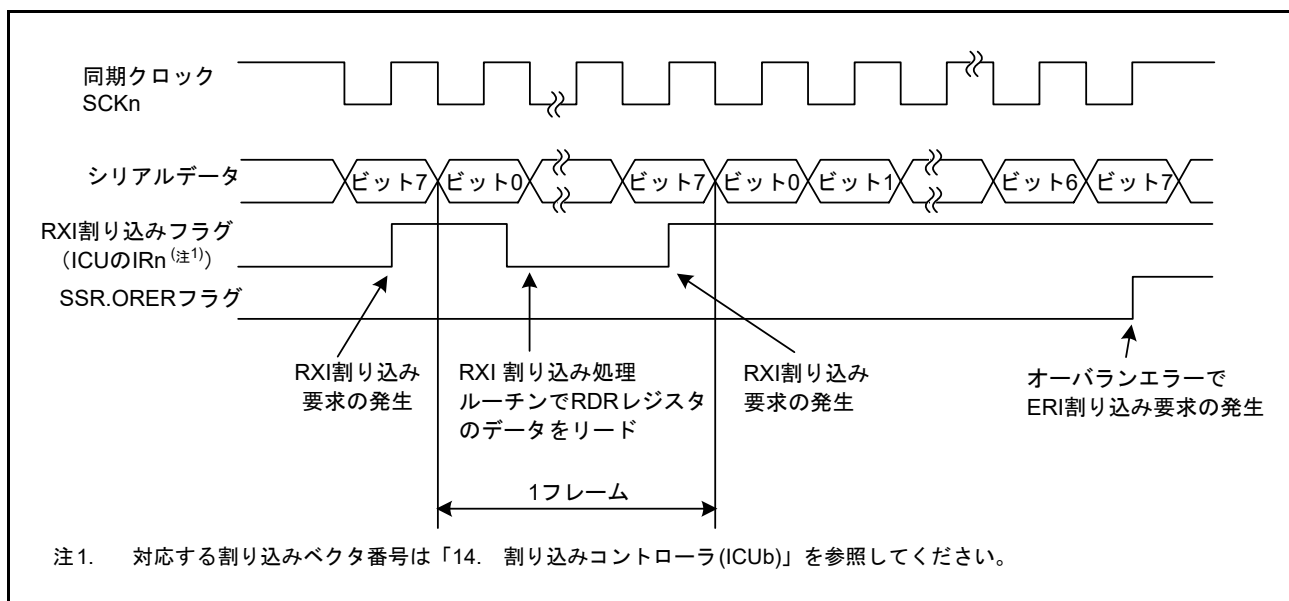 同期クロック
SCKn
シリアルデータ
ビット7 ビット0 ビット7 ビット0 ビット1 ビット6 ビット7
RXI割り込みフラグ
(ICUのIRn(注1))
SSR.ORERフラグ
RXI割り込み
要求の発生
RXI 割り込み処理
ルーチンでRDRレジスタ
のデータをリード
RXI割り込み
要求の発生
オーバランエラーで
ERI割り込み要求の発生
1フレーム
注1. 対応する割り込みベクタ番号は「14. 割り込みコントローラ(ICUb)」を参照してください。